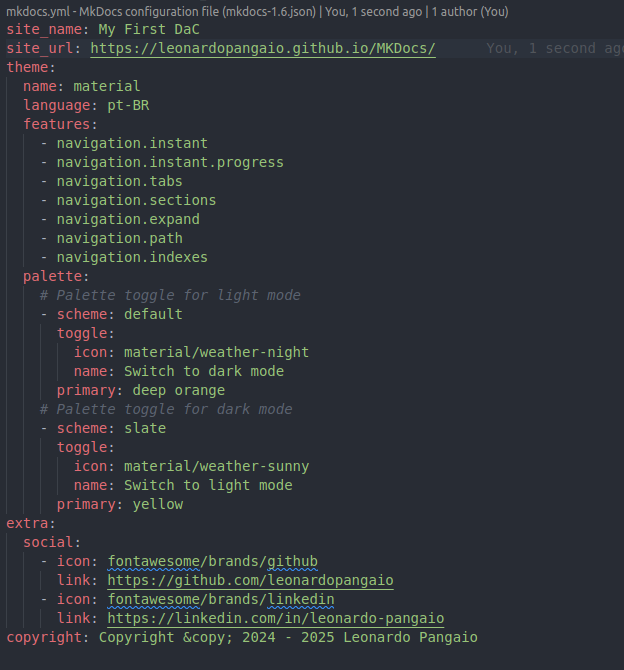 mkdocs.yml - MkDocs configuration file (mkdocs-1.6.json) | You, 1 second ago | 1 author (You)
site_name: My First DaC
site_url: https://leonardopangaio.github.io/MKDocs/ You, 1 second ago
theme:
  name: material
  language: pt-BR
  features:
    - navigation.instant
    - navigation.instant.progress
    - navigation.tabs
    - navigation.sections
    - navigation.expand
    - navigation.path
    - navigation.indexes
  palette:
    # Palette toggle for light mode
    - scheme: default
      toggle:
        icon: material/weather-night
        name: Switch to dark mode
      primary: deep orange
    # Palette toggle for dark mode
    - scheme: slate
      toggle:
        icon: material/weather-sunny
        name: Switch to light mode
      primary: yellow
extra:
  social:
    - icon: fontawesome/brands/github
      link: https://github.com/leonardopangaio
    - icon: fontawesome/brands/linkedin
      link: https://linkedin.com/in/leonardo-pangaio
copyright: Copyright &copy; 2024 - 2025 Leonardo Pangaio